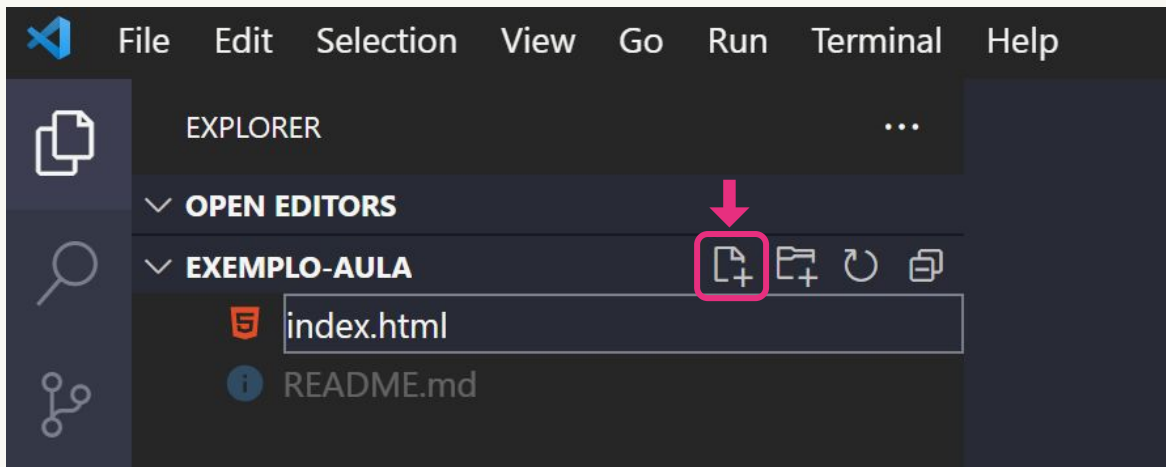 File Edit Selection View Go Run Terminal Help
EXPLORER
OPEN EDITORS
EXEMPLO-AULA
index.html
README.md